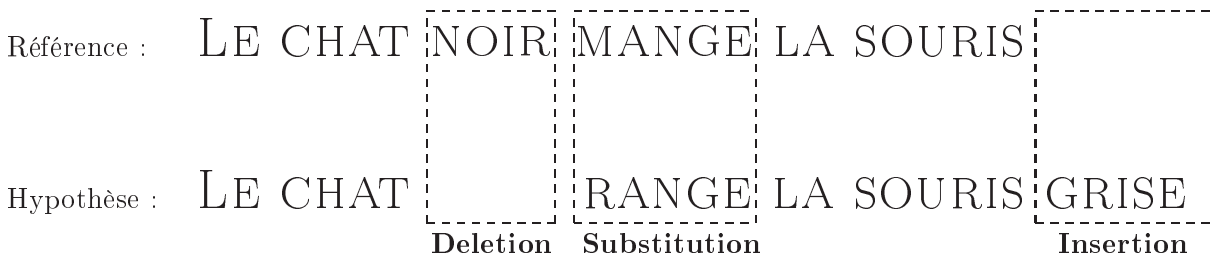 Référence : LE CHAT NOIR MANGE LA SOURIS
Hypothèse : LE CHAT RANGE LA SOURIS GRISE
Deletion Substitution Insertion